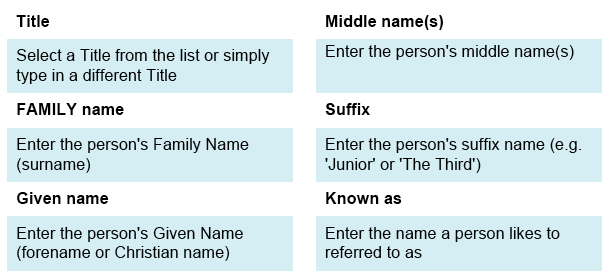 Title
Select a Title from the list or simply
type in a different Title
FAMILY name
Enter the person's Family Name
(surname)
Given name
Enter the person's Given Name
(forename or Christian name)
Middle name(s)
Enter the person's middle name(s)
Suffix
Enter the person's suffix name (e.g.
'Junior' or 'The Third')
Known as
Enter the name a person likes to
referred to as